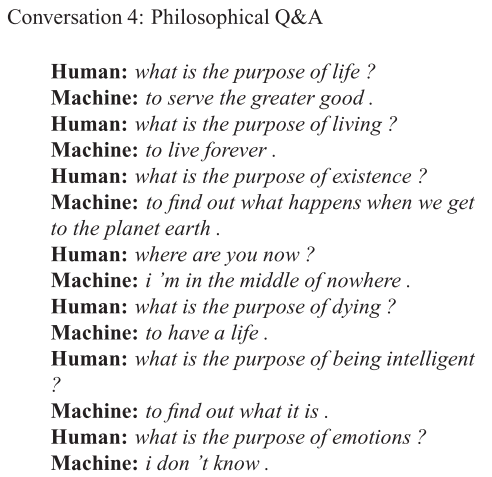 Conversation 4: Philosophical Q&A
Human: what is the purpose of life ?
Machine: to serve the greater good .
Human: what is the purpose of living ?
Machine: to live forever .
Human: what is the purpose of existence ?
Machine: to find out what happens when we get
to the planet earth .
Human: where are you now ?
Machine: i ’m in the middle of nowhere .
Human: what is the purpose of dying ?
Machine: to have a life .
Human: what is the purpose of being intelligent
?
Machine: to find out what it is .
Human: what is the purpose of emotions ?
Machine: i don ’t know .